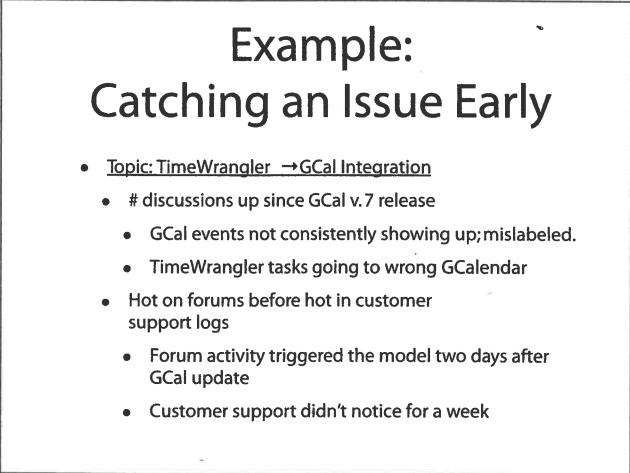 Example:
Catching an Issue Early
• Topic: TimeWrangler →GCal Integration
• # discussions up since GCal v.7 release
• GCal events not consistently showing up; mislabeled.
• TimeWrangler tasks going to wrong GCalendar
• Hot on forums before hot in customer
support logs
• Forum activity triggered the model two days after
GCal update
• Customer support didn't notice for a week